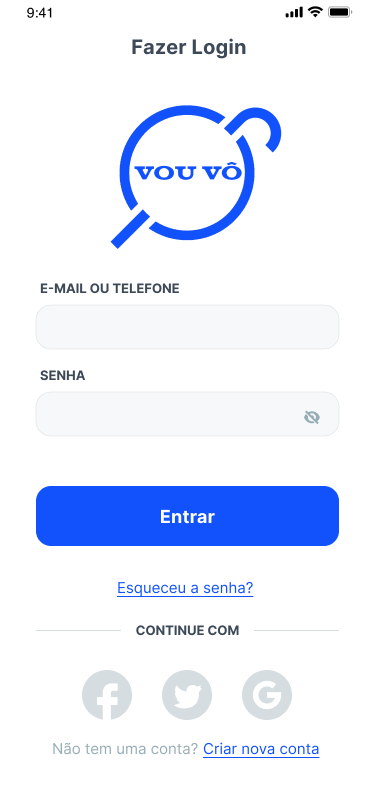 9:41
Fazer Login
VOU VÔ
E-MAIL OU TELEFONE
SENHA
Entrar
Esqueceu a senha?
CONTINUE COM
Não tem uma conta? Criar nova conta